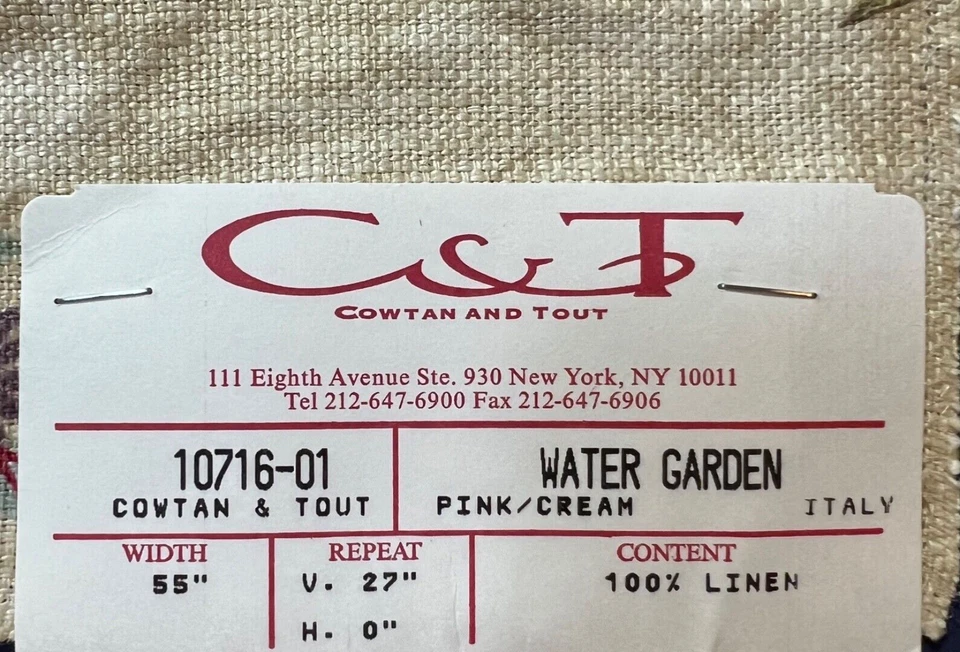 C&T
COWTAN AND TOUT
111 Eighth Avenue Ste. 930 New York, NY 10011
Tel 212-647-6900 Fax 212-647-6906
10716-01
COWTAN & TOUT
WATER GARDEN
PINK/CREAM ITALY
WIDTH
55"
REPEAT
V. 27"
H. 0"
CONTENT
100% LINEN